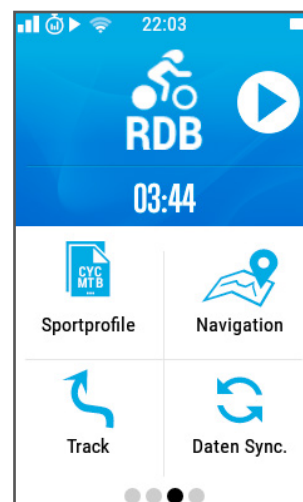 22:03
RDB
03:44
CYC
MTB
Sportprofile
Navigation
Track
Daten Sync.